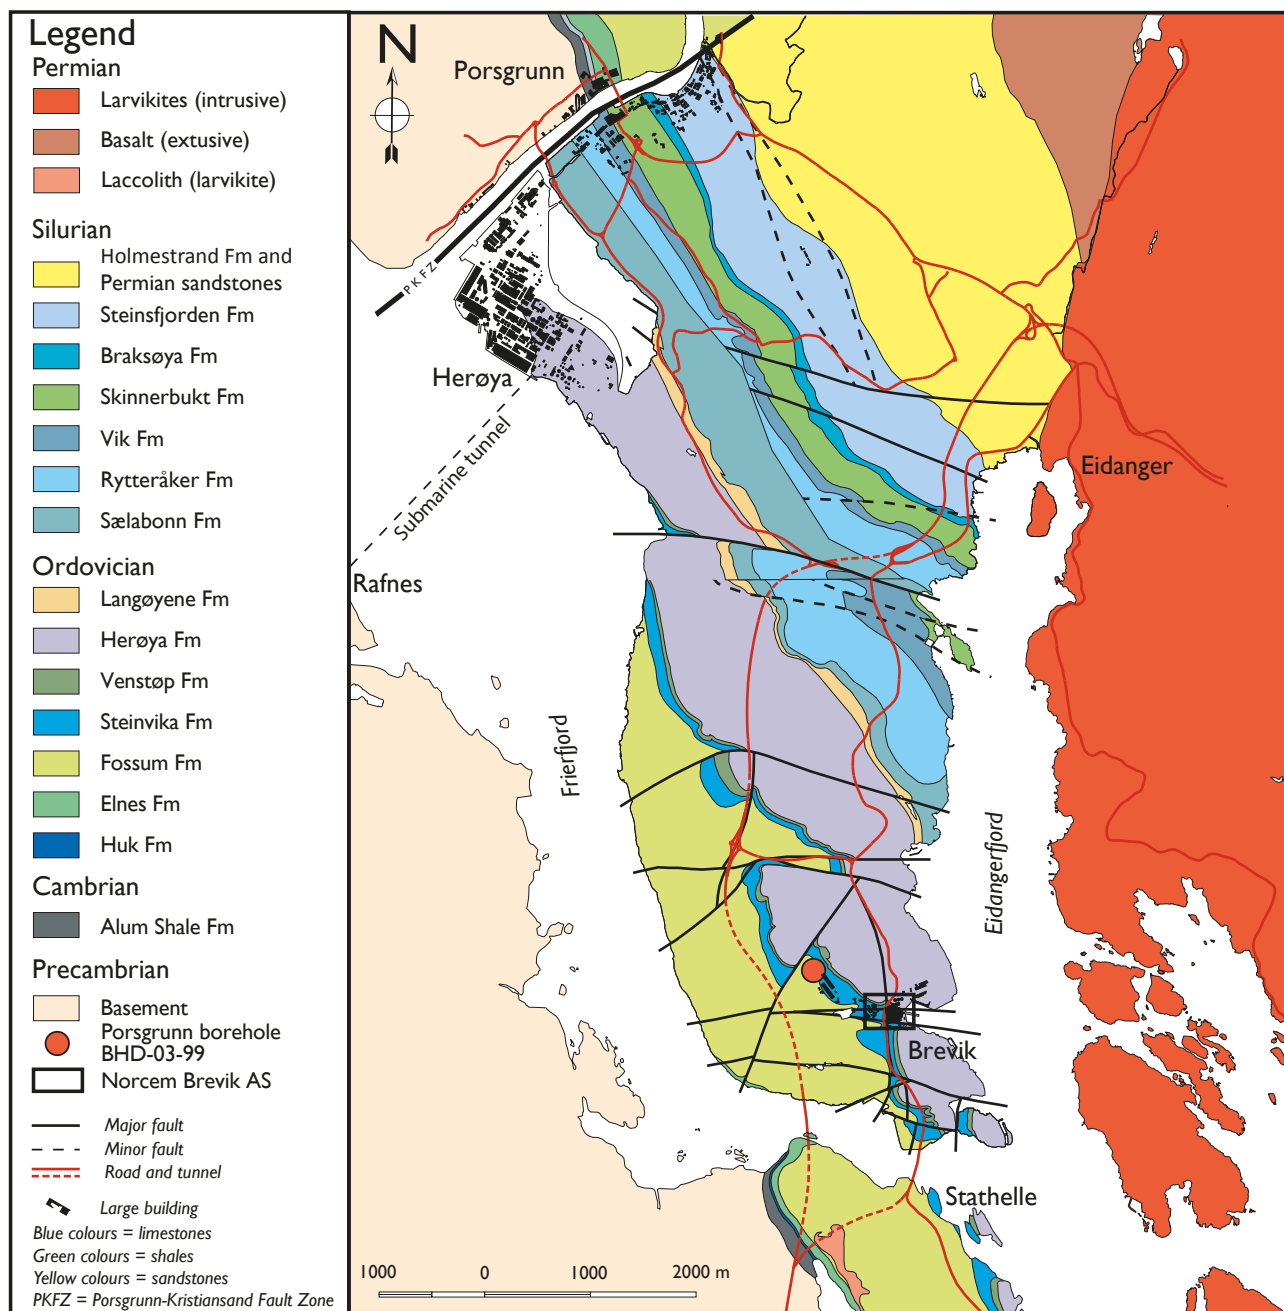 Legend
Permian
Larvikites (intrusive)
Basalt (extusive)
Laccolith (larvikite)
Silurian
Holmestrand Fm and
Permian sandstones
Steinsfjorden Fm
Braksøya Fm
Skinnerbukt Fm
Vik Fm
Rytteråker Fm
Sælabonn Fm
Ordovician
Langøyene Fm
Herøya Fm
Venstøp Fm
Steinvika Fm
Fossum Fm
Elnes Fm
Huk Fm
Cambrian
Alum Shale Fm
Precambrian
Basement
Porsgrunn borehole
BHD-03-99
Norcem Brevik AS
Major fault
Minor fault
Road and tunnel
Large building
Blue colours = limestones
Green colours = shales
Yellow colours = sandstones
PKFZ = Porsgrunn-Kristiansand Fault Zone
N
Porsgrunn
PKFZ
Herøya
Submarine tunnel
Rafnes
Eidanger
Frierfjord
Eidangerfjord
Brevik
Stathelle
1000 0 1000 2000 m